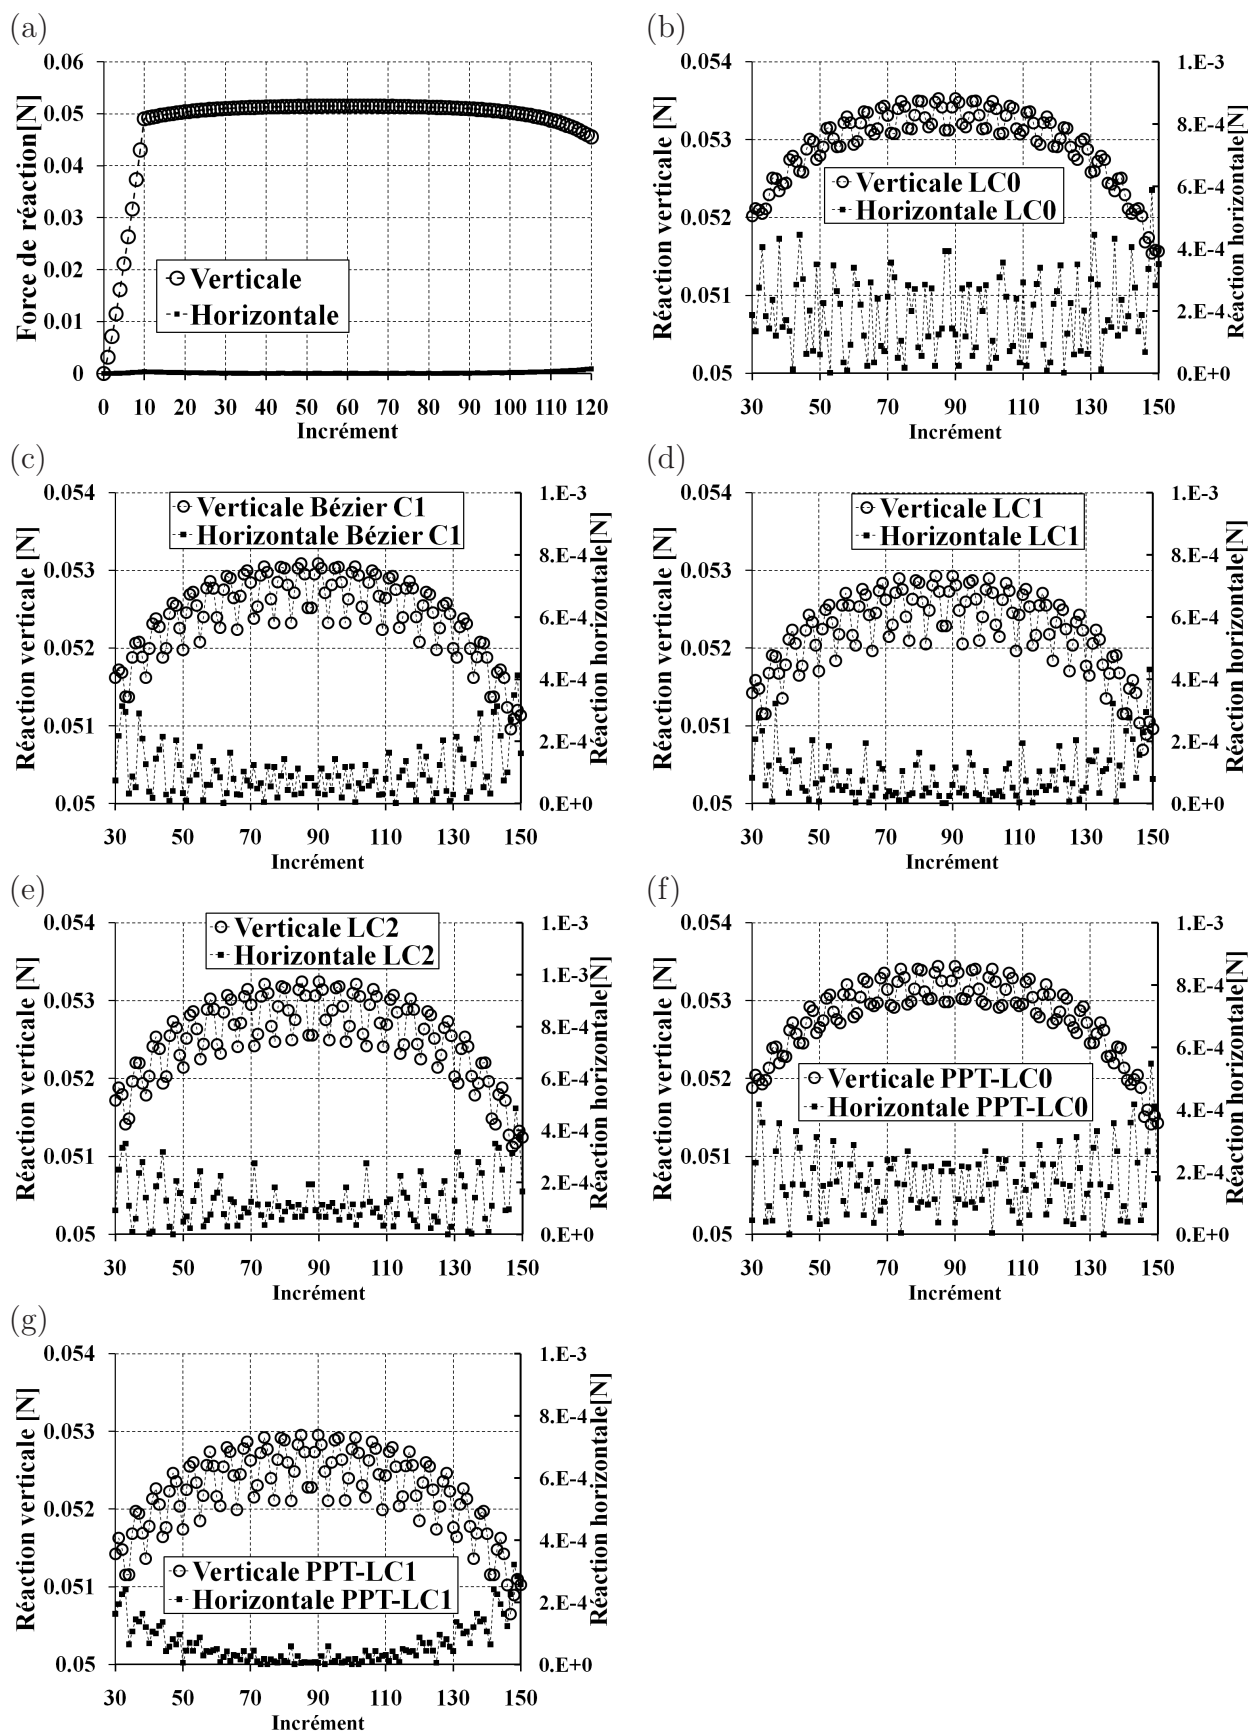 (a)
Force de réaction[N]
0.06
0.05
0.04
0.03
0.02
0.01
0
Verticale
Horizontale
0 10 20 30 40 50 60 70 80 90 100 110 120
Incrément
(b)
Réaction verticale [N]
0.054
0.053
0.052
0.051
0.05
Verticale LC0
Horizontale LC0
1.E-3
8.E-4
6.E-4
4.E-4
2.E-4
0.E+0
Réaction horizontale[N]
30 50 70 90 110 130 150
Incrément
(c)
Réaction verticale [N]
0.054
0.053
0.052
0.051
0.05
Verticale Bézier C1
Horizontale Bézier C1
1.E-3
8.E-4
6.E-4
4.E-4
2.E-4
0.E+0
Réaction horizontale[N]
30 50 70 90 110 130 150
Incrément
(d)
Réaction verticale [N]
0.054
0.053
0.052
0.051
0.05
Verticale LC1
Horizontale LC1
1.E-3
8.E-4
6.E-4
4.E-4
2.E-4
0.E+0
Réaction horizontale[N]
30 50 70 90 110 130 150
Incrément
(e)
Réaction verticale [N]
0.054
0.053
0.052
0.051
0.05
Verticale LC2
Horizontale LC2
1.E-3
8.E-4
6.E-4
4.E-4
2.E-4
0.E+0
Réaction horizontale[N]
30 50 70 90 110 130 150
Incrément
(f)
Réaction verticale [N]
0.054
0.053
0.052
0.051
0.05
Verticale PPT-LC0
Horizontale PPT-LC0
1.E-3
8.E-4
6.E-4
4.E-4
2.E-4
0.E+0
Réaction horizontale[N]
30 50 70 90 110 130 150
Incrément
(g)
Réaction verticale[N]
0.054
0.053
0.052
0.051
0.05
Verticale PPT-LC1
Horizontale PPT-LC1
1.E-3
8.E-4
6.E-4
4.E-4
2.E-4
0.E+0
Réaction horizontale[N]
30 50 70 90 110 130 150
Incrément